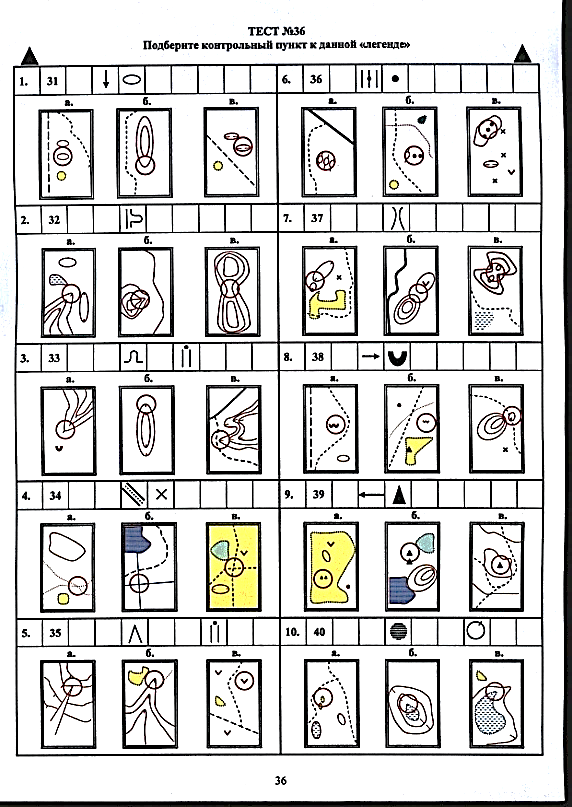 ТЕСТ №36
Подберите контрольный пункт к данной «легенде»
1. 31
а. б. в.
6. 36
а. б. в.
2. 32
а. б. в.
7. 37
а. б. в.
3. 33
а. б. в.
8. 38
а. б. в.
4. 34
а. б. в.
9. 39
а. б. в.
5. 35
а. б. в.
10. 40
а. б. в.
36